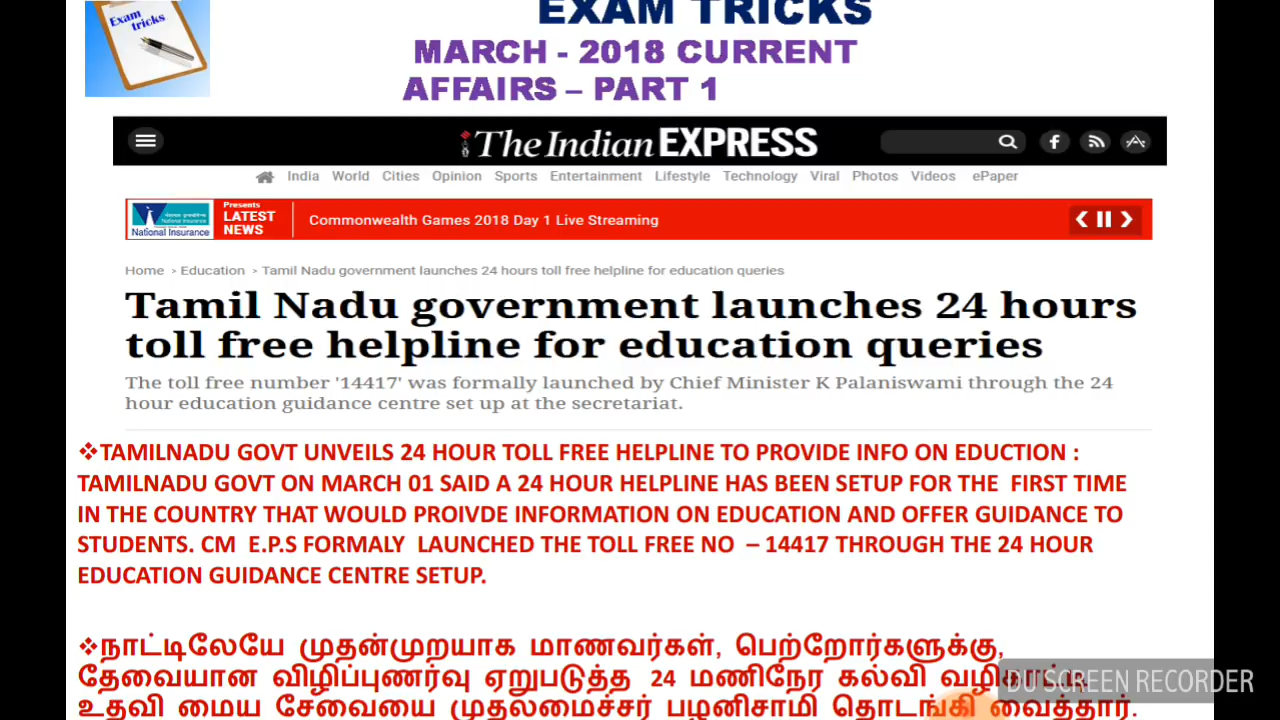 Exam
tricks
EXAM TRICKS
MARCH - 2018 CURRENT
AFFAIRS – PART 1
The Indian EXPRESS
India World Cities Opinion Sports Entertainment Lifestyle Technology Viral Photos Videos ePaper
National Insurance
Presents
LATEST
NEWS
Commonwealth Games 2018 Day 1 Live Streaming
Home > Education > Tamil Nadu government launches 24 hours toll free helpline for education queries
Tamil Nadu government launches 24 hours
toll free helpline for education queries
The toll free number '14417' was formally launched by Chief Minister K Palaniswami through the 24
hour education guidance centre set up at the secretariat.
❖TAMILNADU GOVT UNVEILS 24 HOUR TOLL FREE HELPLINE TO PROVIDE INFO ON EDUCTION :
TAMILNADU GOVT ON MARCH 01 SAID A 24 HOUR HELPLINE HAS BEEN SETUP FOR THE FIRST TIME
IN THE COUNTRY THAT WOULD PROIVDE INFORMATION ON EDUCATION AND OFFER GUIDANCE TO
STUDENTS. CM E.P.S FORMALY LAUNCHED THE TOLL FREE NO – 14417 THROUGH THE 24 HOUR
EDUCATION GUIDANCE CENTRE SETUP.
❖நாட்டிலேயே முதன்முறயாக மாணவர்கள், பெற்றோர்களுக்கு,
தேவையான விழிப்புணர்வு ஏறுபடுத்த 24 மணிநேர கல்வி வழிகாட்டி
உதவி மைய சேவையை முதலமைச்சர் பழனிசாமி தொடங்கி வைத்தார்.
DU SCREEN RECORDER